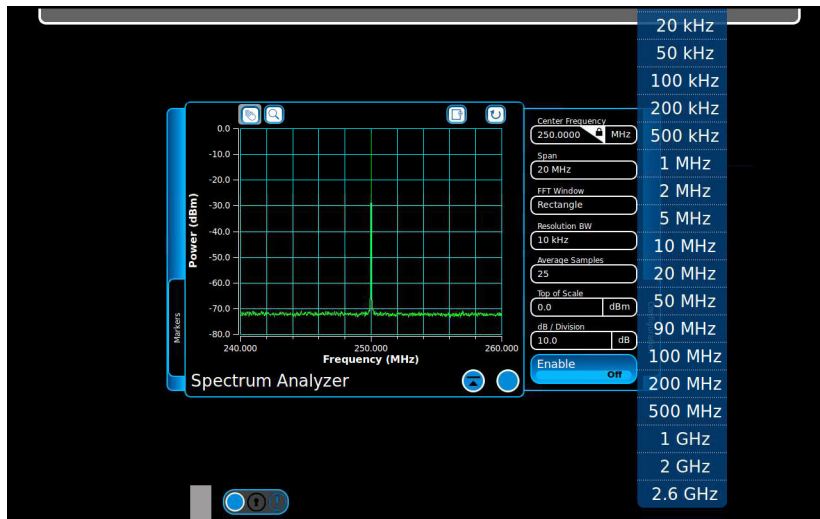 0.0
-10.0
-20.0
-30.0
-40.0
-50.0
-60.0
-70.0
-80.0
Power (dBm)
240.000
250.000
260.000
Frequency (MHz)
Markers
Spectrum Analyzer
Center Frequency
250.0000 MHz
Span
20 MHz
FFT Window
Rectangle
Resolution BW
10 kHz
Average Samples
25
Top of Scale
0.0 dBm
dB / Division
10.0 dB
Enable
Off
20 kHz
50 kHz
100 kHz
200 kHz
500 kHz
1 MHz
2 MHz
5 MHz
10 MHz
20 MHz
50 MHz
90 MHz
100 MHz
200 MHz
500 MHz
1 GHz
2 GHz
2.6 GHz